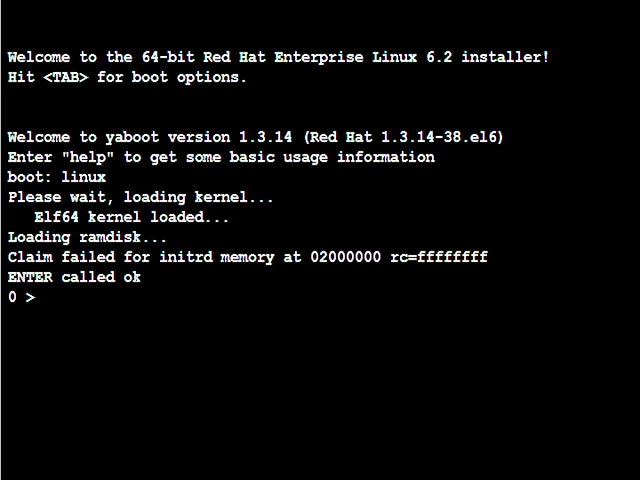 Welcome to the 64-bit Red Hat Enterprise Linux 6.2 installer!
Hit <TAB> for boot options.
Welcome to yaboot version 1.3.14 (Red Hat 1.3.14-38.el6)
Enter "help" to get some basic usage information
boot: linux
Please wait, loading kernel...
   Elf64 kernel loaded...
Loading ramdisk...
Claim failed for initrd memory at 02000000 rc=ffffffff
ENTER called ok
0 >